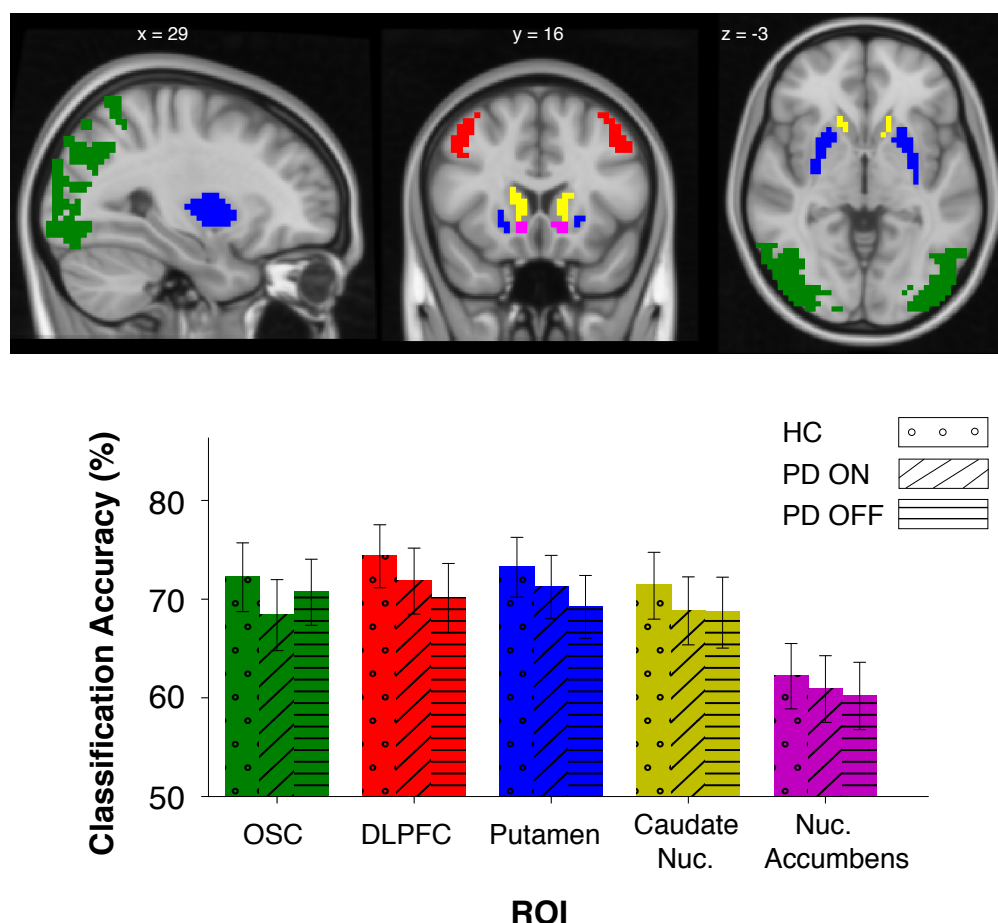 x = 29
y = 16
z = -3
HC
PD ON
PD OFF
Classification Accuracy (%)
80
70
60
50
OSC
DLPFC
Putamen
Caudate
Nuc.
Nuc.
Accumbens
ROI